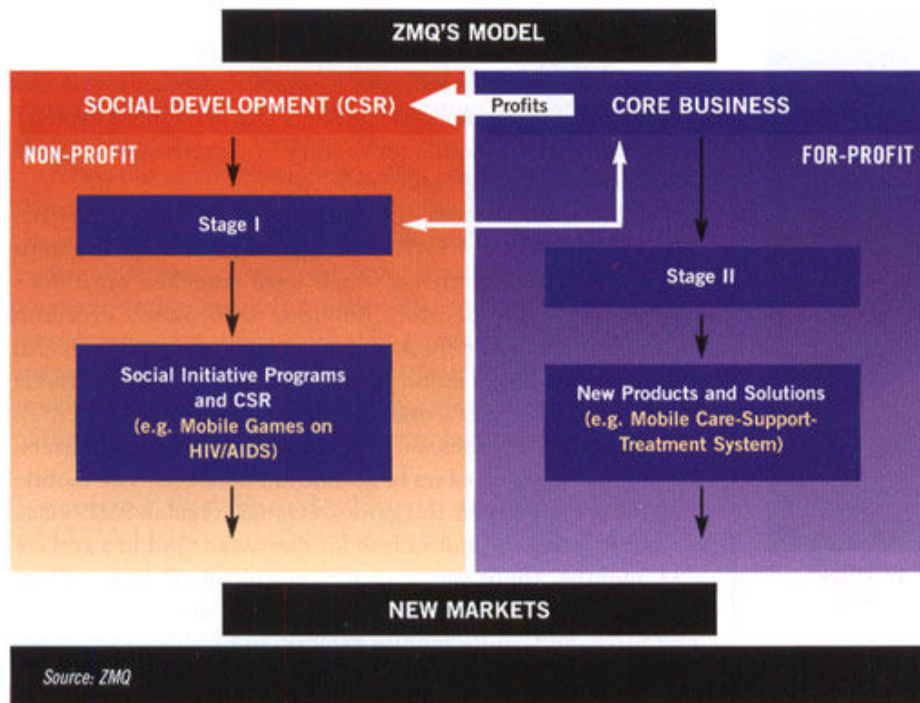 ZMQ'S MODEL
SOCIAL DEVELOPMENT (CSR)
Profits
CORE BUSINESS
NON-PROFIT
FOR-PROFIT
Stage I
Stage II
Social Initiative Programs
and CSR
(e.g. Mobile Games on
HIV/AIDS)
New Products and Solutions
(e.g. Mobile Care-Support-
Treatment System)
NEW MARKETS
Source: ZMQ